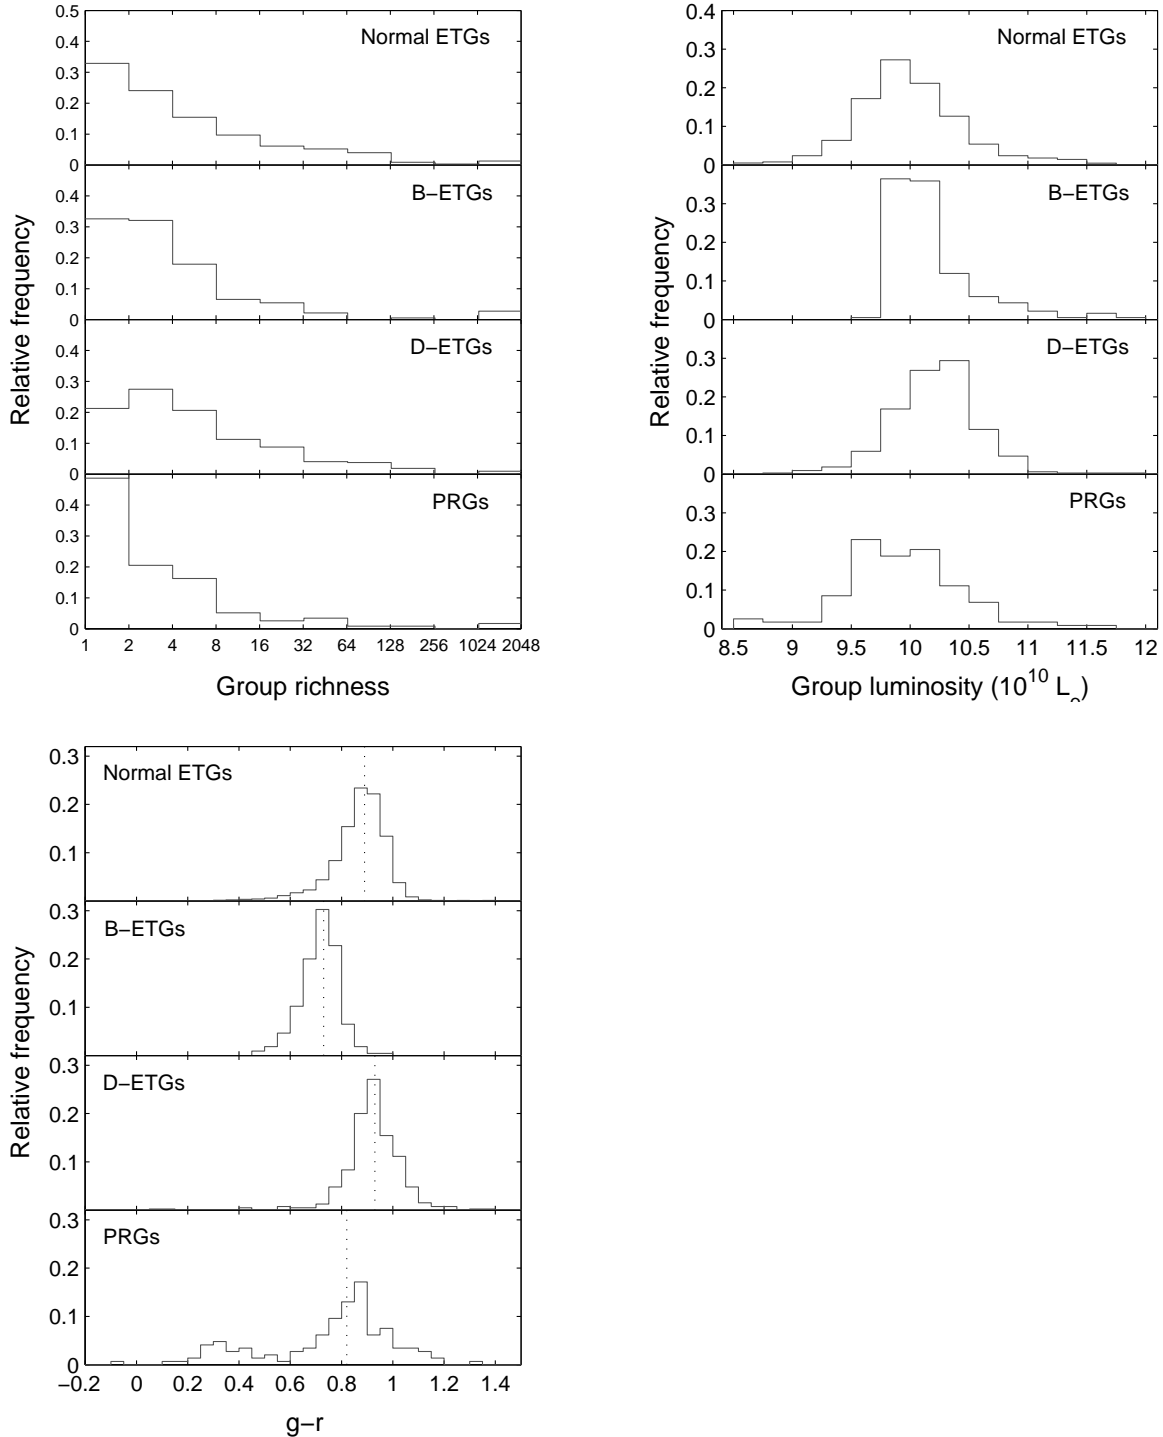 0.5
0.4
0.3
0.2
0.1
0
Normal ETGs
0.4
0.3
0.2
0.1
0
B−ETGs
0.4
0.3
0.2
0.1
0
D−ETGs
0.4
0.3
0.2
0.1
0
PRGs
1 2 4 8 16 32 64 128 256 1024 2048
Group richness
Relative frequency
0.4
0.3
0.2
0.1
0
Normal ETGs
0.3
0.2
0.1
0
B−ETGs
0.3
0.2
0.1
0
D−ETGs
0.3
0.2
0.1
0
PRGs
8.5 9 9.5 10 10.5 11 11.5 12
Group luminosity (10^10 L_o)
Relative frequency
0.3
0.2
0.1
Normal ETGs
0.3
0.2
0.1
B−ETGs
0.3
0.2
0.1
D−ETGs
0.3
0.2
0.1
0
PRGs
−0.2 0 0.2 0.4 0.6 0.8 1 1.2 1.4
g−r
Relative frequency